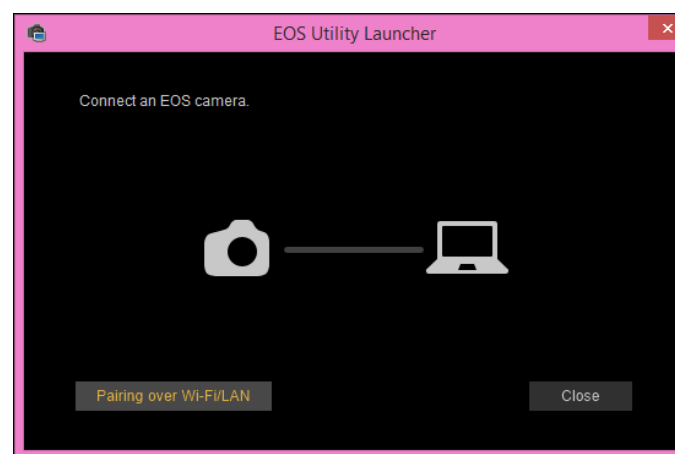 EOS Utility Launcher
Connect an EOS camera.
Pairing over Wi-Fi/LAN
Close